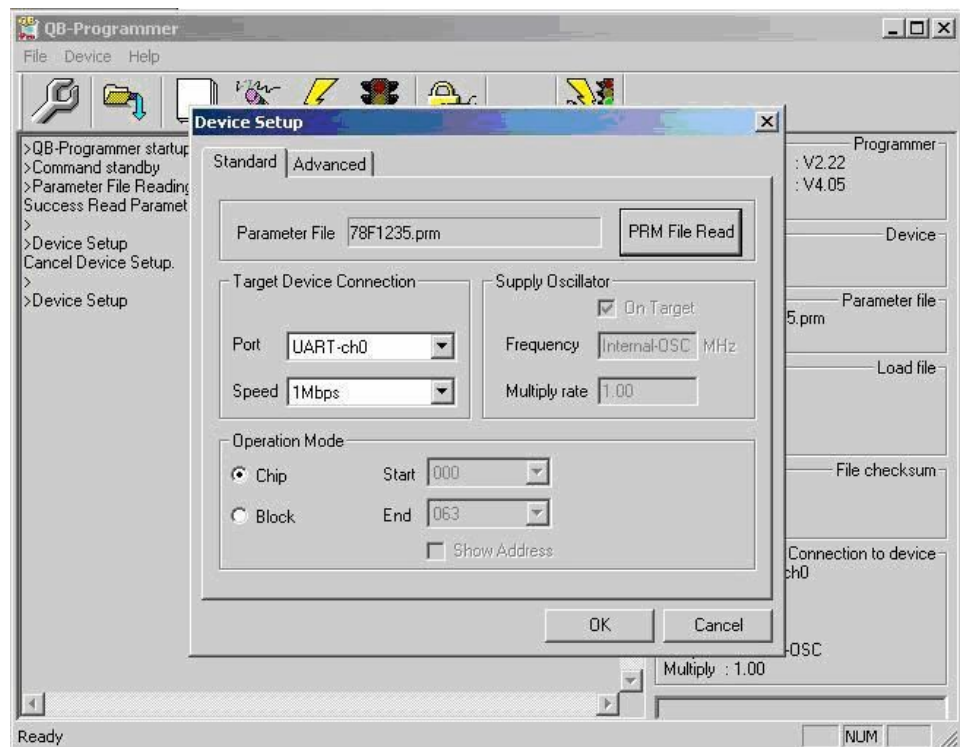 QB-Programmer
File Device Help
>QB-Programmer startup
>Command standby
>Parameter File Reading
Success Read Paramet
>
>Device Setup
Cancel Device Setup.
>
>Device Setup
Device Setup
Standard Advanced
Parameter File 78F1235.prm PRM File Read
Target Device Connection
Port UART-ch0
Speed 1Mbps
Supply Oscillator
On Target
Frequency Internal-OSC MHz
Multiply rate 1.00
Operation Mode
Chip Start 000
Block End 063
Show Address
OK Cancel
Programmer
: V2.22
: V4.05
Device
Parameter file
5.prm
Load file
File checksum
Connection to device
ch0
-OSC
Multiply : 1.00
Ready NUM